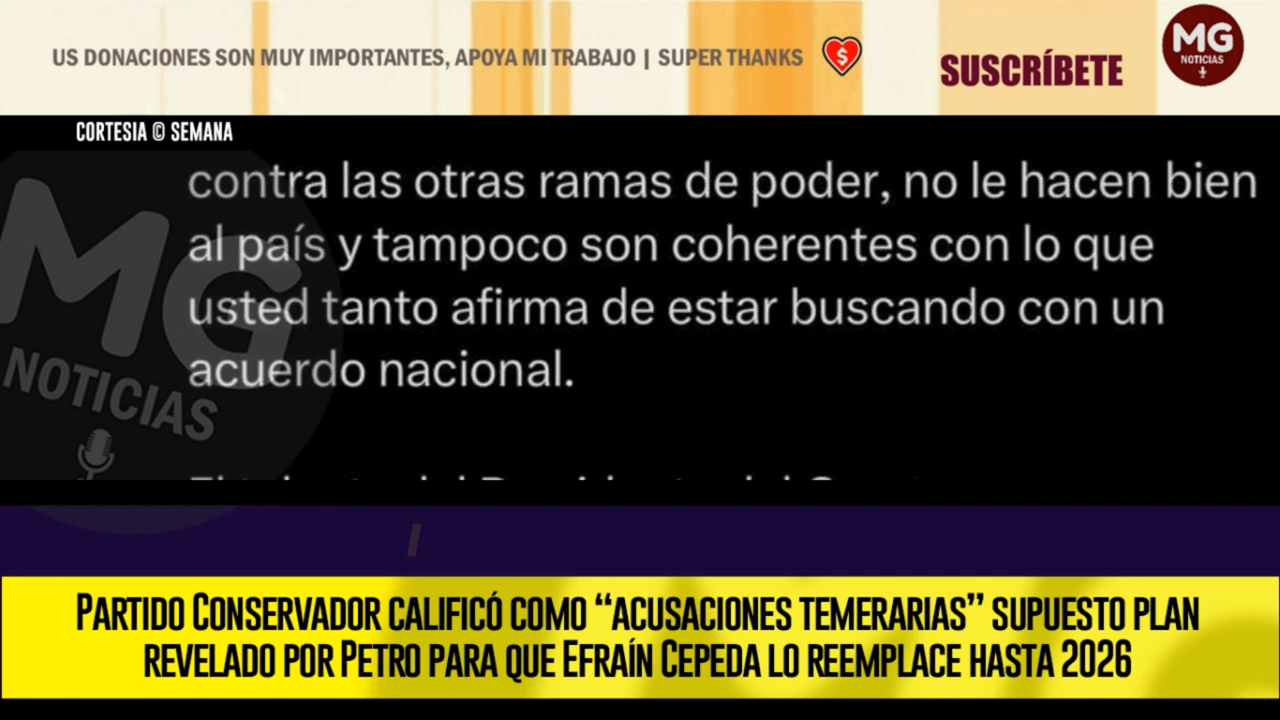 US DONACIONES SON MUY IMPORTANTES, APOYA MI TRABAJO | SUPER THANKS
SUSCRÍBETE
MG
NOTICIAS
CORTESIA © SEMANA
contra las otras ramas de poder, no le hacen bien
al país y tampoco son coherentes con lo que
usted tanto afirma de estar buscando con un
acuerdo nacional.
MG
NOTICIAS
PARTIDO CONSERVADOR CALIFICÓ COMO “ACUSACIONES TEMERARIAS” SUPUESTO PLAN
REVELADO POR PETRO PARA QUE EFRAÍN CEPEDA LO REEMPLACE HASTA 2026